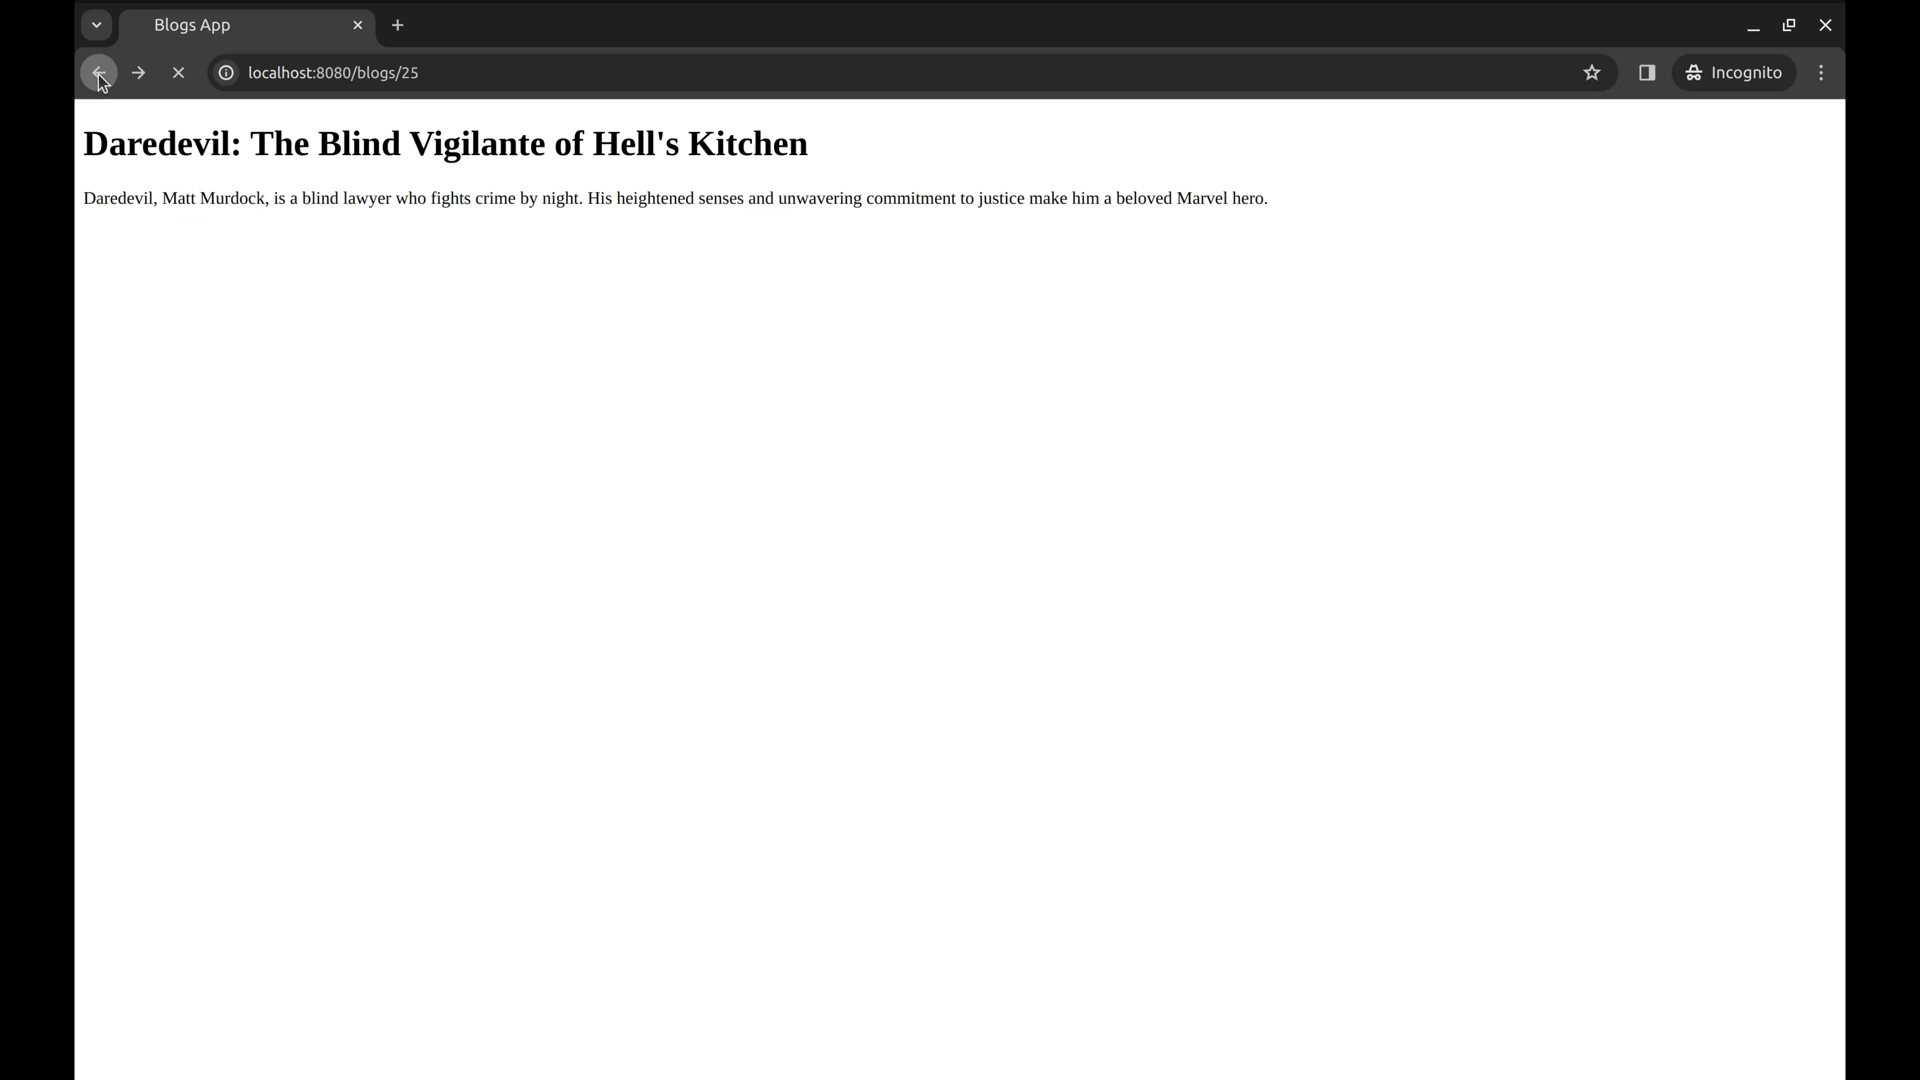 Blogs App
localhost:8080/blogs/25
Incognito
Daredevil: The Blind Vigilante of Hell's Kitchen
Daredevil, Matt Murdock, is a blind lawyer who fights crime by night. His heightened senses and unwavering commitment to justice make him a beloved Marvel hero.